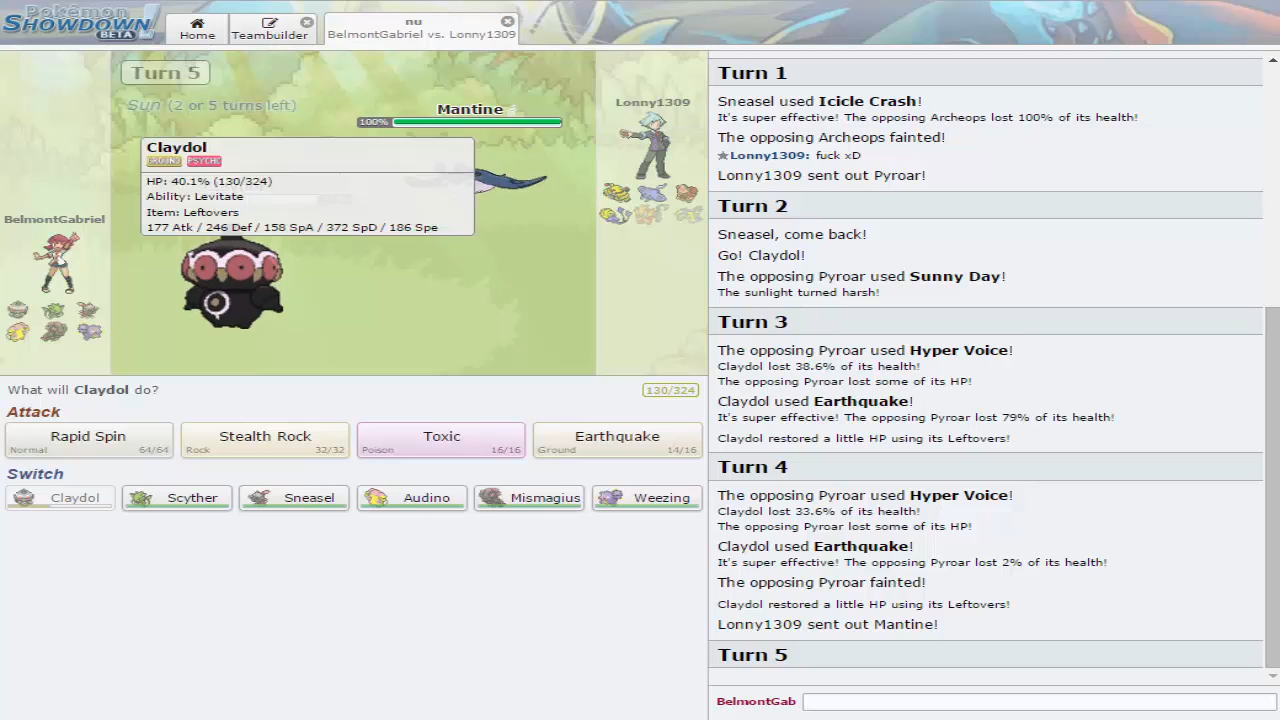 Pokémon
SHOWDOWN!
BETA
Home
Teambuilder
nu
BelmontGabriel vs. Lonny1309
Turn 5
Sun (2 or 5 turns left)
Mantine
100%
Lonny1309
Claydol
GROUND PSYCHC
HP: 40.1% (130/324)
Ability: Levitate
Item: Leftovers
177 Atk / 246 Def / 158 SpA / 372 SpD / 186 Spe
BelmontGabriel
What will Claydol do?
130/324
Attack
Rapid Spin
Normal 64/64
Stealth Rock
Rock 32/32
Toxic
Poison 16/16
Earthquake
Ground 14/16
Switch
Claydol
Scyther
Sneasel
Audino
Mismagius
Weezing
Turn 1
Sneasel used Icicle Crash!
It's super effective! The opposing Archeops lost 100% of its health!
The opposing Archeops fainted!
★Lonny1309: fuck xD
Lonny1309 sent out Pyroar!
Turn 2
Sneasel, come back!
Go! Claydol!
The opposing Pyroar used Sunny Day!
The sunlight turned harsh!
Turn 3
The opposing Pyroar used Hyper Voice!
Claydol lost 38.6% of its health!
The opposing Pyroar lost some of its HP!
Claydol used Earthquake!
It's super effective! The opposing Pyroar lost 79% of its health!
Claydol restored a little HP using its Leftovers!
Turn 4
The opposing Pyroar used Hyper Voice!
Claydol lost 33.6% of its health!
The opposing Pyroar lost some of its HP!
Claydol used Earthquake!
It's super effective! The opposing Pyroar lost 2% of its health!
The opposing Pyroar fainted!
Claydol restored a little HP using its Leftovers!
Lonny1309 sent out Mantine!
Turn 5
BelmontGab